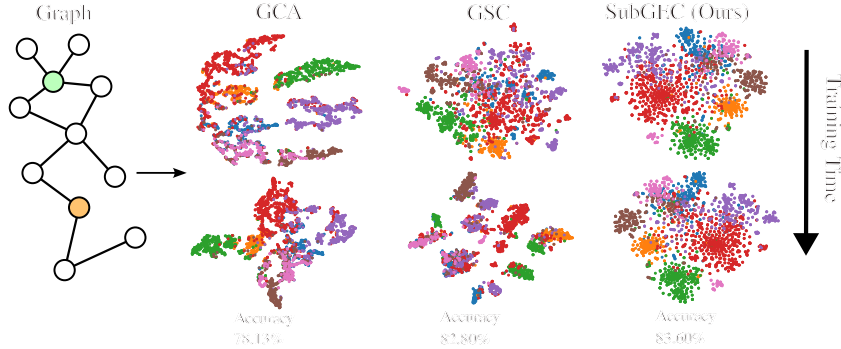 Graph
GCA
GSC
SubGEC (Ours)
Training Time
Accuracy
78.13%
Accuracy
82.80%
Accuracy
83.60%